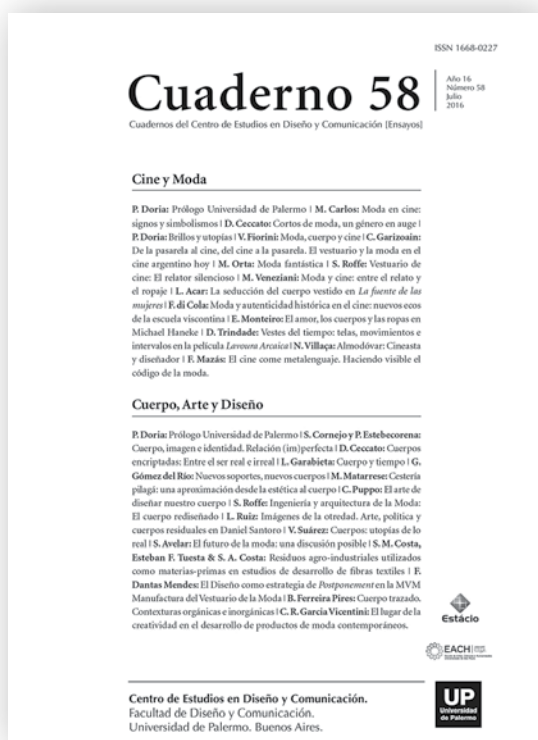 ISSN 1668-0227
Cuaderno 58
Año 16
Número 58
Julio
2016
Cuadernos del Centro de Estudios en Diseño y Comunicación [Ensayos]
Cine y Moda
P. Doria: Prólogo Universidad de Palermo | M. Carlos: Moda en cine:
signos y simbolismos | D. Ceccato: Cortos de moda, un género en auge |
P. Doria: Brillos y utopías | V. Fiorini: Moda, cuerpo y cine | C. Garizoain:
De la pasarela al cine, del cine a la pasarela. El vestuario y la moda en el
cine argentino hoy | M. Orta: Moda fantástica | S. Roffe: Vestuario de
cine: El relator silencioso | M. Veneziani: Moda y cine: entre el relato y
el ropaje | L. Acar: La seducción del cuerpo vestido en La fuente de las
mujeres | F. di Cola: Moda y autenticidad histórica en el cine: nuevos ecos
de la escuela viscontina | E. Monteiro: El amor, los cuerpos y las ropas en
Michael Haneke | D. Trindade: Vestes del tiempo: telas, movimientos e
intervalos en la película Lavoura Arcaica | N. Villaça: Almodóvar: Cineasta
y diseñador | F. Mazás: El cine come metalenguaje. Haciendo visible el
código de la moda.
Cuerpo, Arte y Diseño
P. Doria: Prólogo Universidad de Palermo | S. Cornejo y P. Estebecorena:
Cuerpo, imagen e identidad. Relación (im)perfecta | D. Ceccato: Cuerpos
encriptados: Entre el ser real e irreal | L. Garabieta: Cuerpo y tiempo | G.
Gómez del Río: Nuevos soportes, nuevos cuerpos | M. Matarrese: Cestería
pilagá: una aproximación desde la estética al cuerpo | C. Puppo: El arte de
diseñar nuestro cuerpo | S. Roffe: Ingeniería y arquitectura de la Moda:
El cuerpo rediseñado | L. Ruiz: Imágenes de la otredad. Arte, política y
cuerpos residuales en Daniel Santoro | V. Suárez: Cuerpos: utopías de lo
real | S. Avelar: El futuro de la moda: una discusión posible | S. M. Costa,
Esteban F. Tuesta & S. A. Costa: Residuos agro-industriales utilizados
como materias-primas en estudios de desarrollo de fibras textiles | F.
Dantas Mendes: El Diseño como estrategia de Postponement en la MVM
Manufactura del Vestuario de la Moda | B. Ferreira Pires: Cuerpo trazado.
Contexturas orgánicas e inorgánicas | C. R. Garcia Vicentini: El lugar de la
creatividad en el desarrollo de productos de moda contemporáneos.
Estácio
EACH
Centro de Estudios en Diseño y Comunicación.
Facultad de Diseño y Comunicación.
Universidad de Palermo. Buenos Aires.
UP
Universidad
de Palermo